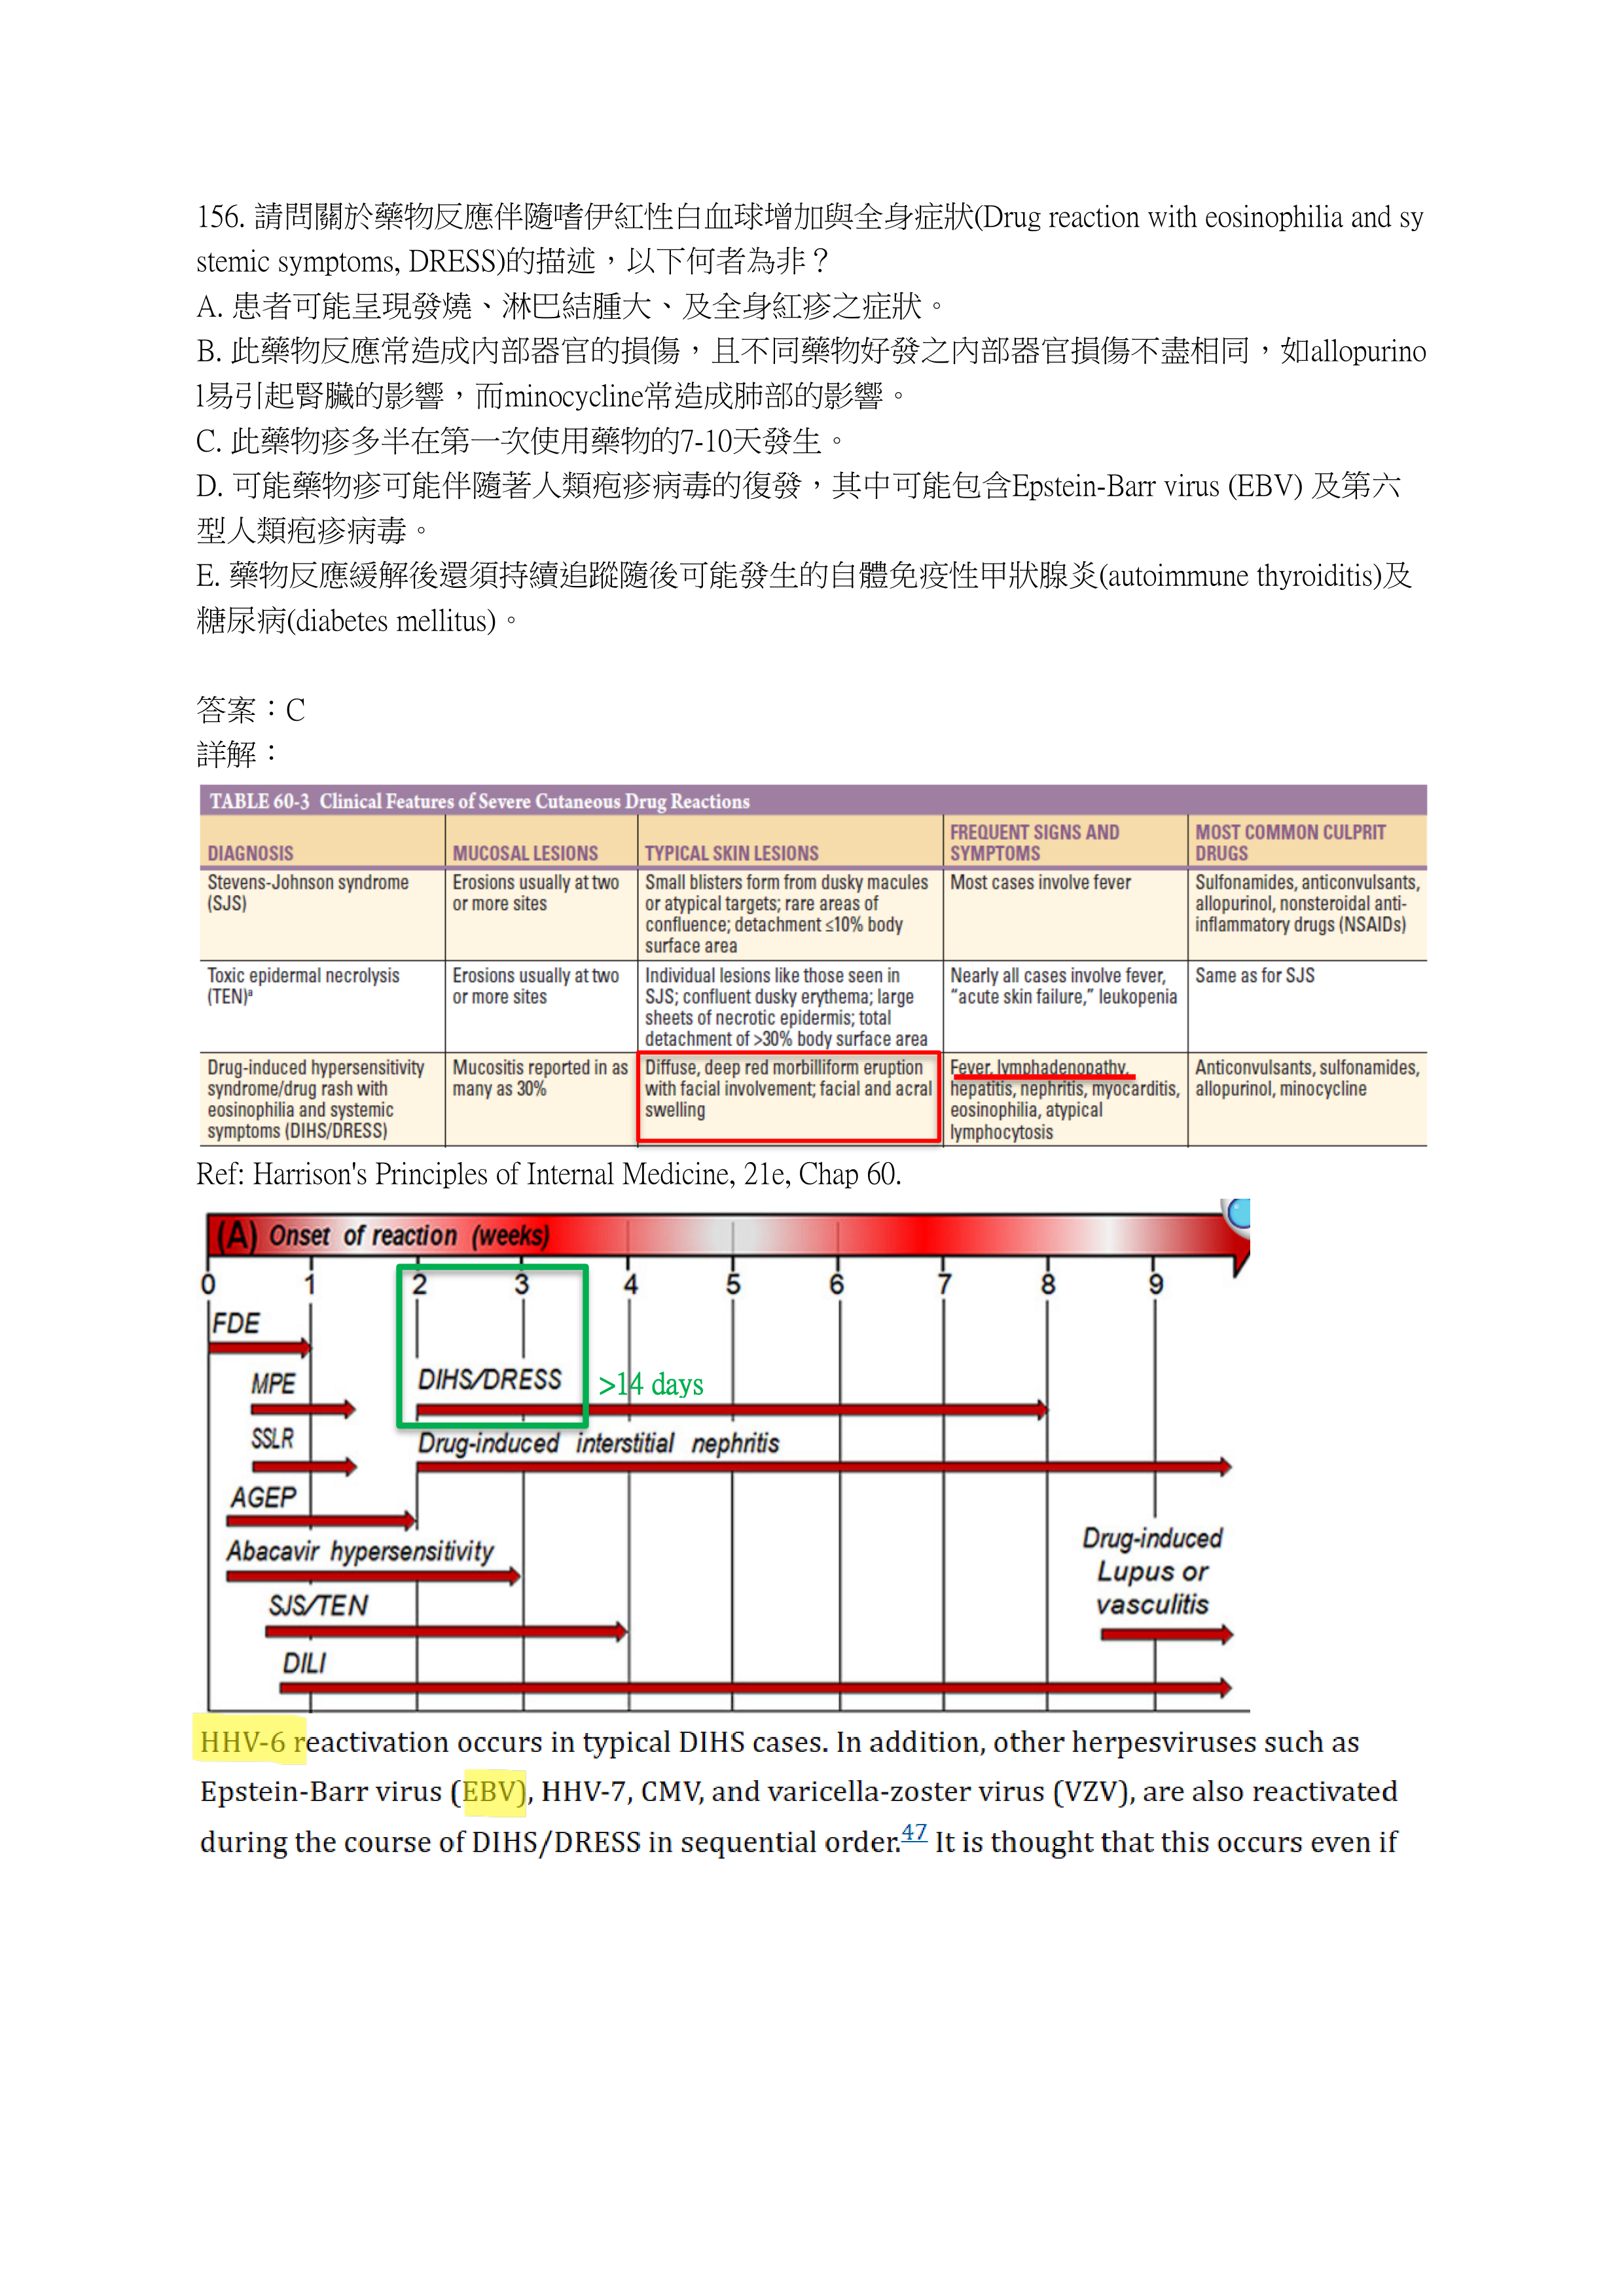 156. 請問關於藥物反應伴隨嗜伊紅性白血球增加與全身症狀(Drug reaction with eosinophilia and sy
stemic symptoms, DRESS)的描述，以下何者為非？
A. 患者可能呈現發燒、淋巴結腫大、及全身紅疹之症狀。
B. 此藥物反應常造成內部器官的損傷，且不同藥物好發之內部器官損傷不盡相同，如allopurino
l易引起腎臟的影響，而minocycline常造成肺部的影響。
C. 此藥物疹多半在第一次使用藥物的7-10天發生。
D. 可能藥物疹可能伴隨著人類疱疹病毒的復發，其中可能包含Epstein-Barr virus (EBV) 及第六
型人類疱疹病毒。
E. 藥物反應緩解後還須持續追蹤隨後可能發生的自體免疫性甲狀腺炎(autoimmune thyroiditis)及
糖尿病(diabetes mellitus)。
答案：C
詳解：
TABLE 60-3 Clinical Features of Severe Cutaneous Drug Reactions
DIAGNOSIS
MUCOSAL LESIONS
TYPICAL SKIN LESIONS
FREQUENT SIGNS AND
SYMPTOMS
MOST COMMON CULPRIT
DRUGS
Stevens-Johnson syndrome
(SJS)
Erosions usually at two
or more sites
Small blisters form from dusky macules
or atypical targets; rare areas of
confluence; detachment ≤10% body
surface area
Most cases involve fever
Sulfonamides, anticonvulsants,
allopurinol, nonsteroidal anti-
inflammatory drugs (NSAIDs)
Toxic epidermal necrolysis
(TEN)ᵃ
Erosions usually at two
or more sites
Individual lesions like those seen in
SJS; confluent dusky erythema; large
sheets of necrotic epidermis; total
detachment of >30% body surface area
Nearly all cases involve fever,
“acute skin failure,” leukopenia
Same as for SJS
Drug-induced hypersensitivity
syndrome/drug rash with
eosinophilia and systemic
symptoms (DIHS/DRESS)
Mucositis reported in as
many as 30%
Diffuse, deep red morbilliform eruption
with facial involvement; facial and acral
swelling
Fever, lymphadenopathy,
hepatitis, nephritis, myocarditis,
eosinophilia, atypical
lymphocytosis
Anticonvulsants, sulfonamides,
allopurinol, minocycline
Ref: Harrison's Principles of Internal Medicine, 21e, Chap 60.
(A) Onset of reaction (weeks)
0 1 2 3 4 5 6 7 8 9
FDE
MPE
DIHS/DRESS
>14 days
SSLR
Drug-induced interstitial nephritis
AGEP
Abacavir hypersensitivity
Drug-induced
Lupus or
vasculitis
SJS/TEN
DILI
HHV-6 reactivation occurs in typical DIHS cases. In addition, other herpesviruses such as
Epstein-Barr virus (EBV), HHV-7, CMV, and varicella-zoster virus (VZV), are also reactivated
during the course of DIHS/DRESS in sequential order.47 It is thought that this occurs even if